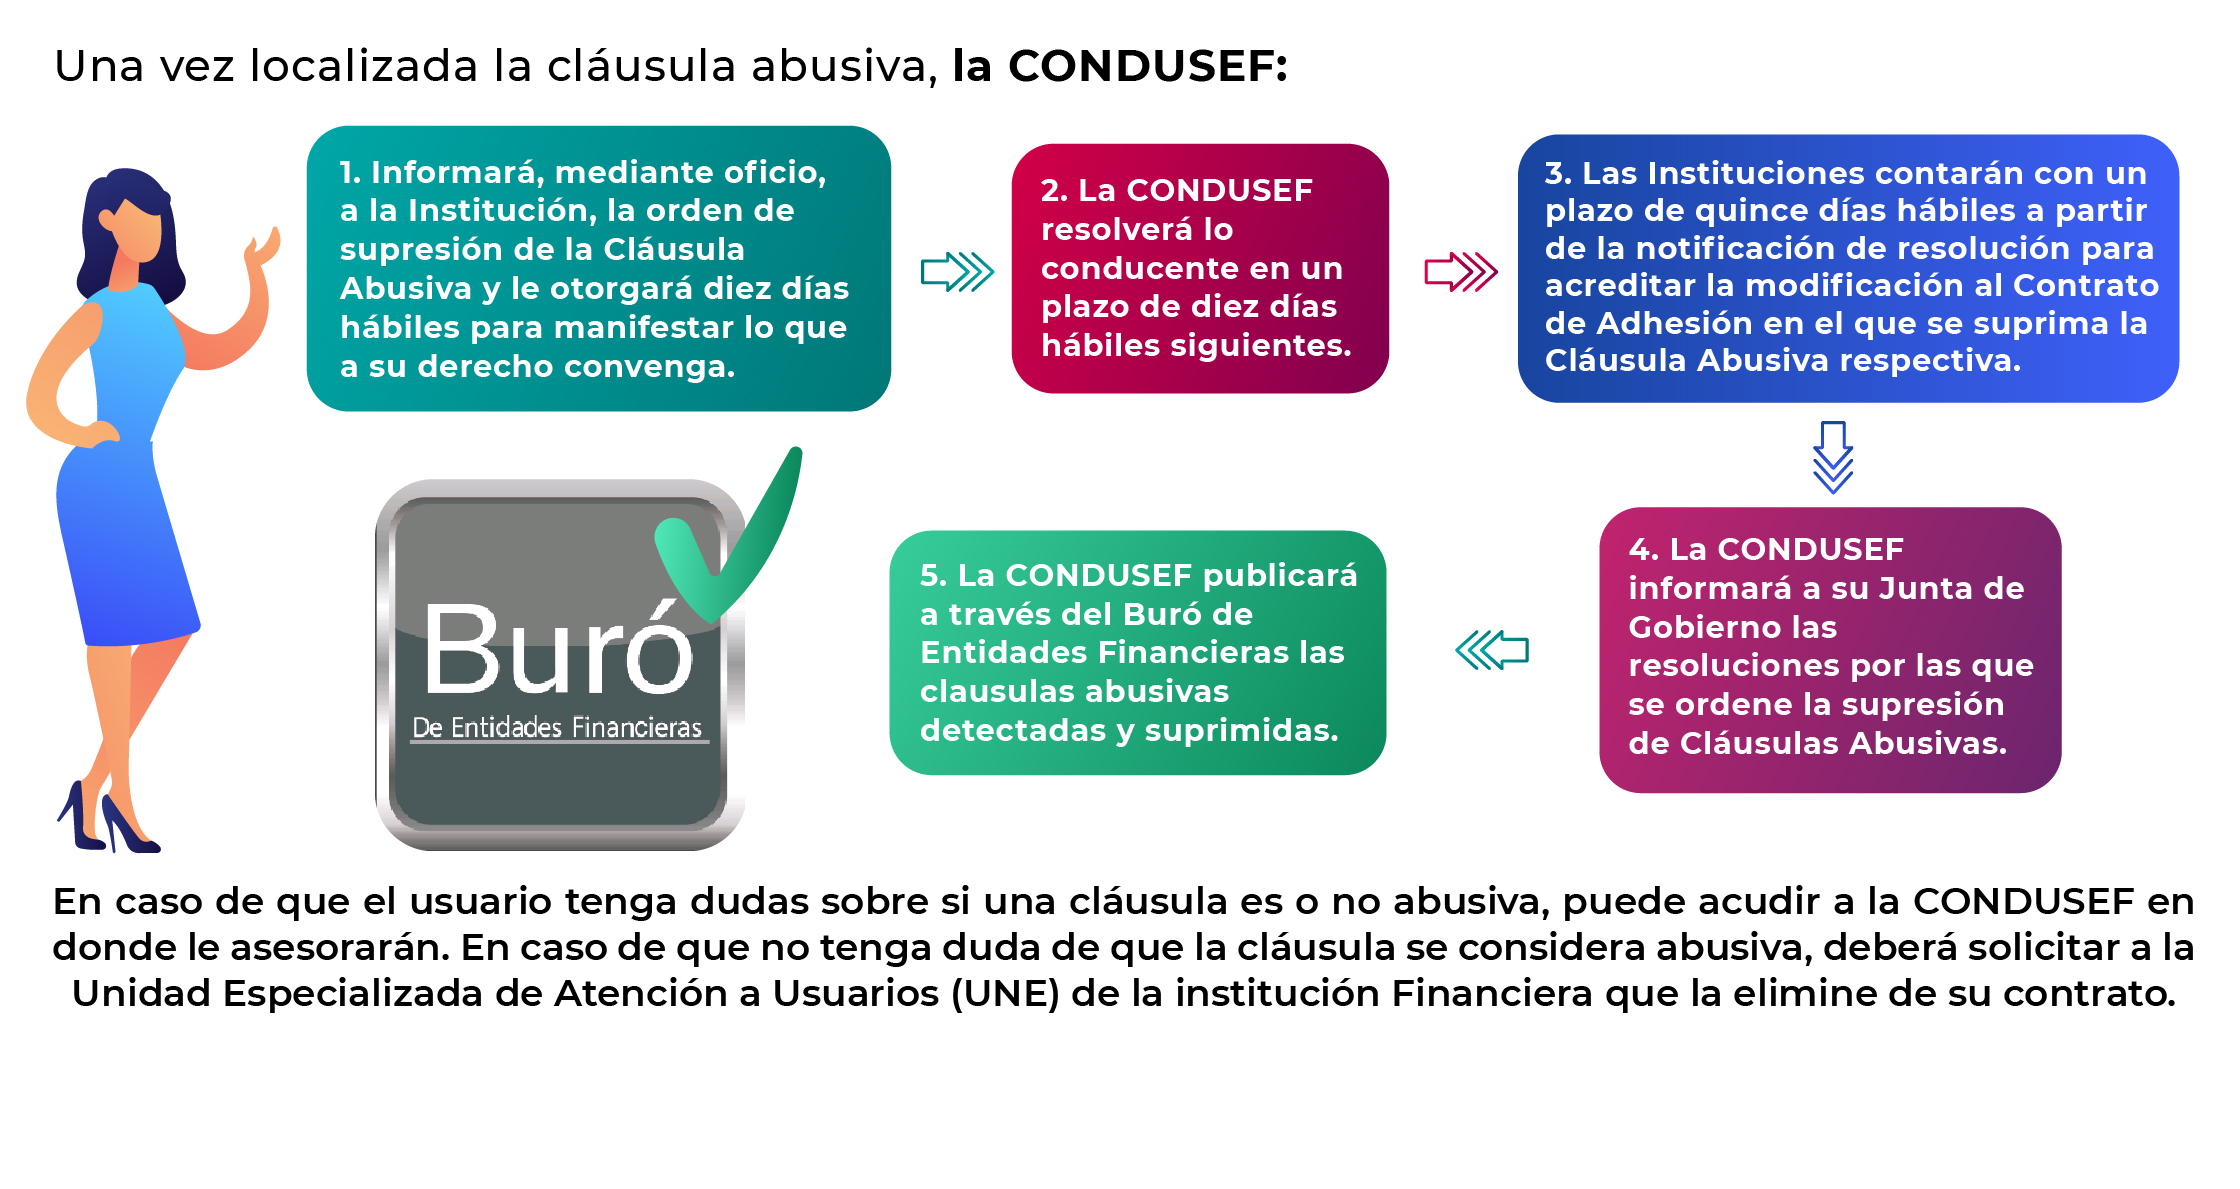 Una vez localizada la cláusula abusiva, la CONDUSEF:
1. Informará, mediante oficio,
a la Institución, la orden de
supresión de la Cláusula
Abusiva y le otorgará diez días
hábiles para manifestar lo que
a su derecho convenga.
2. La CONDUSEF
resolverá lo
conducente en un
plazo de diez días
hábiles siguientes.
3. Las Instituciones contarán con un
plazo de quince días hábiles a partir
de la notificación de resolución para
acreditar la modificación al Contrato
de Adhesión en el que se suprima la
Cláusula Abusiva respectiva.
4. La CONDUSEF
informará a su Junta de
Gobierno las
resoluciones por las que
se ordene la supresión
de Cláusulas Abusivas.
5. La CONDUSEF publicará
a través del Buró de
Entidades Financieras las
clausulas abusivas
detectadas y suprimidas.
Buró
De Entidades Financieras
En caso de que el usuario tenga dudas sobre si una cláusula es o no abusiva, puede acudir a la CONDUSEF en
donde le asesorarán. En caso de que no tenga duda de que la cláusula se considera abusiva, deberá solicitar a la
Unidad Especializada de Atención a Usuarios (UNE) de la institución Financiera que la elimine de su contrato.